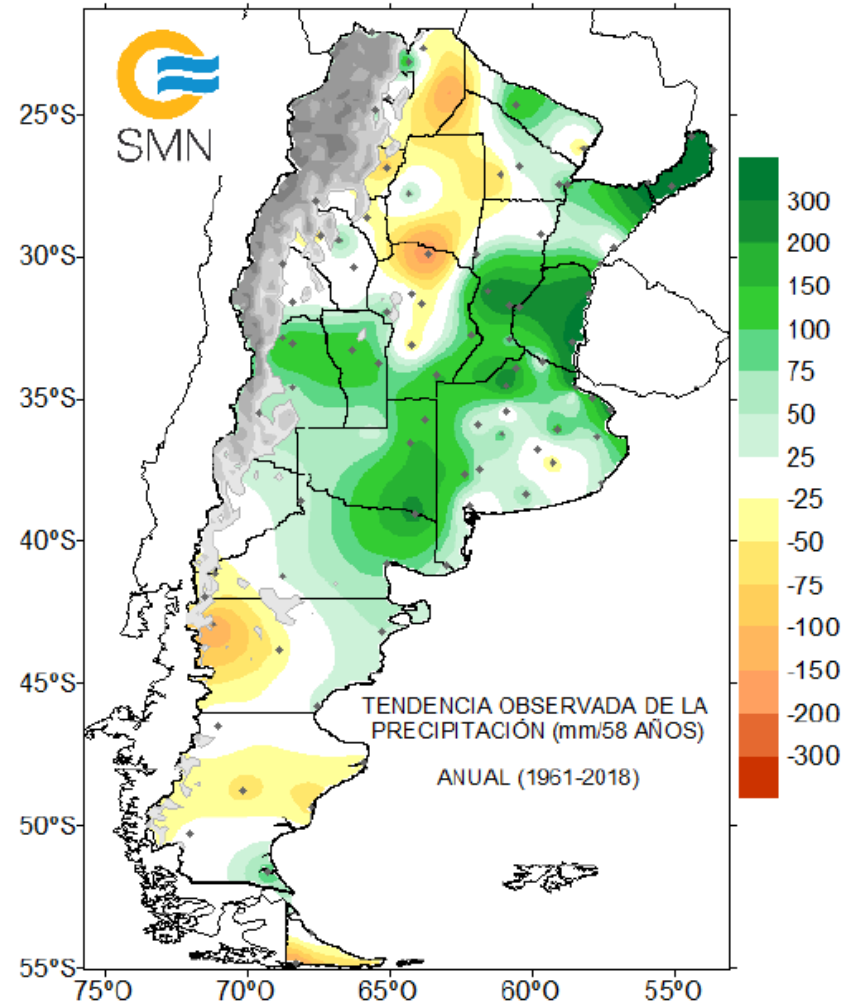 SMN
25ºS
30ºS
35ºS
40ºS
45ºS
50ºS
55ºS
75ºO
70ºO
65ºO
60ºO
55ºO
300
200
150
100
75
50
25
-25
-50
-75
-100
-150
-200
-300
TENDENCIA OBSERVADA DE LA
PRECIPITACIÓN (mm/58 AÑOS)
ANUAL (1961-2018)